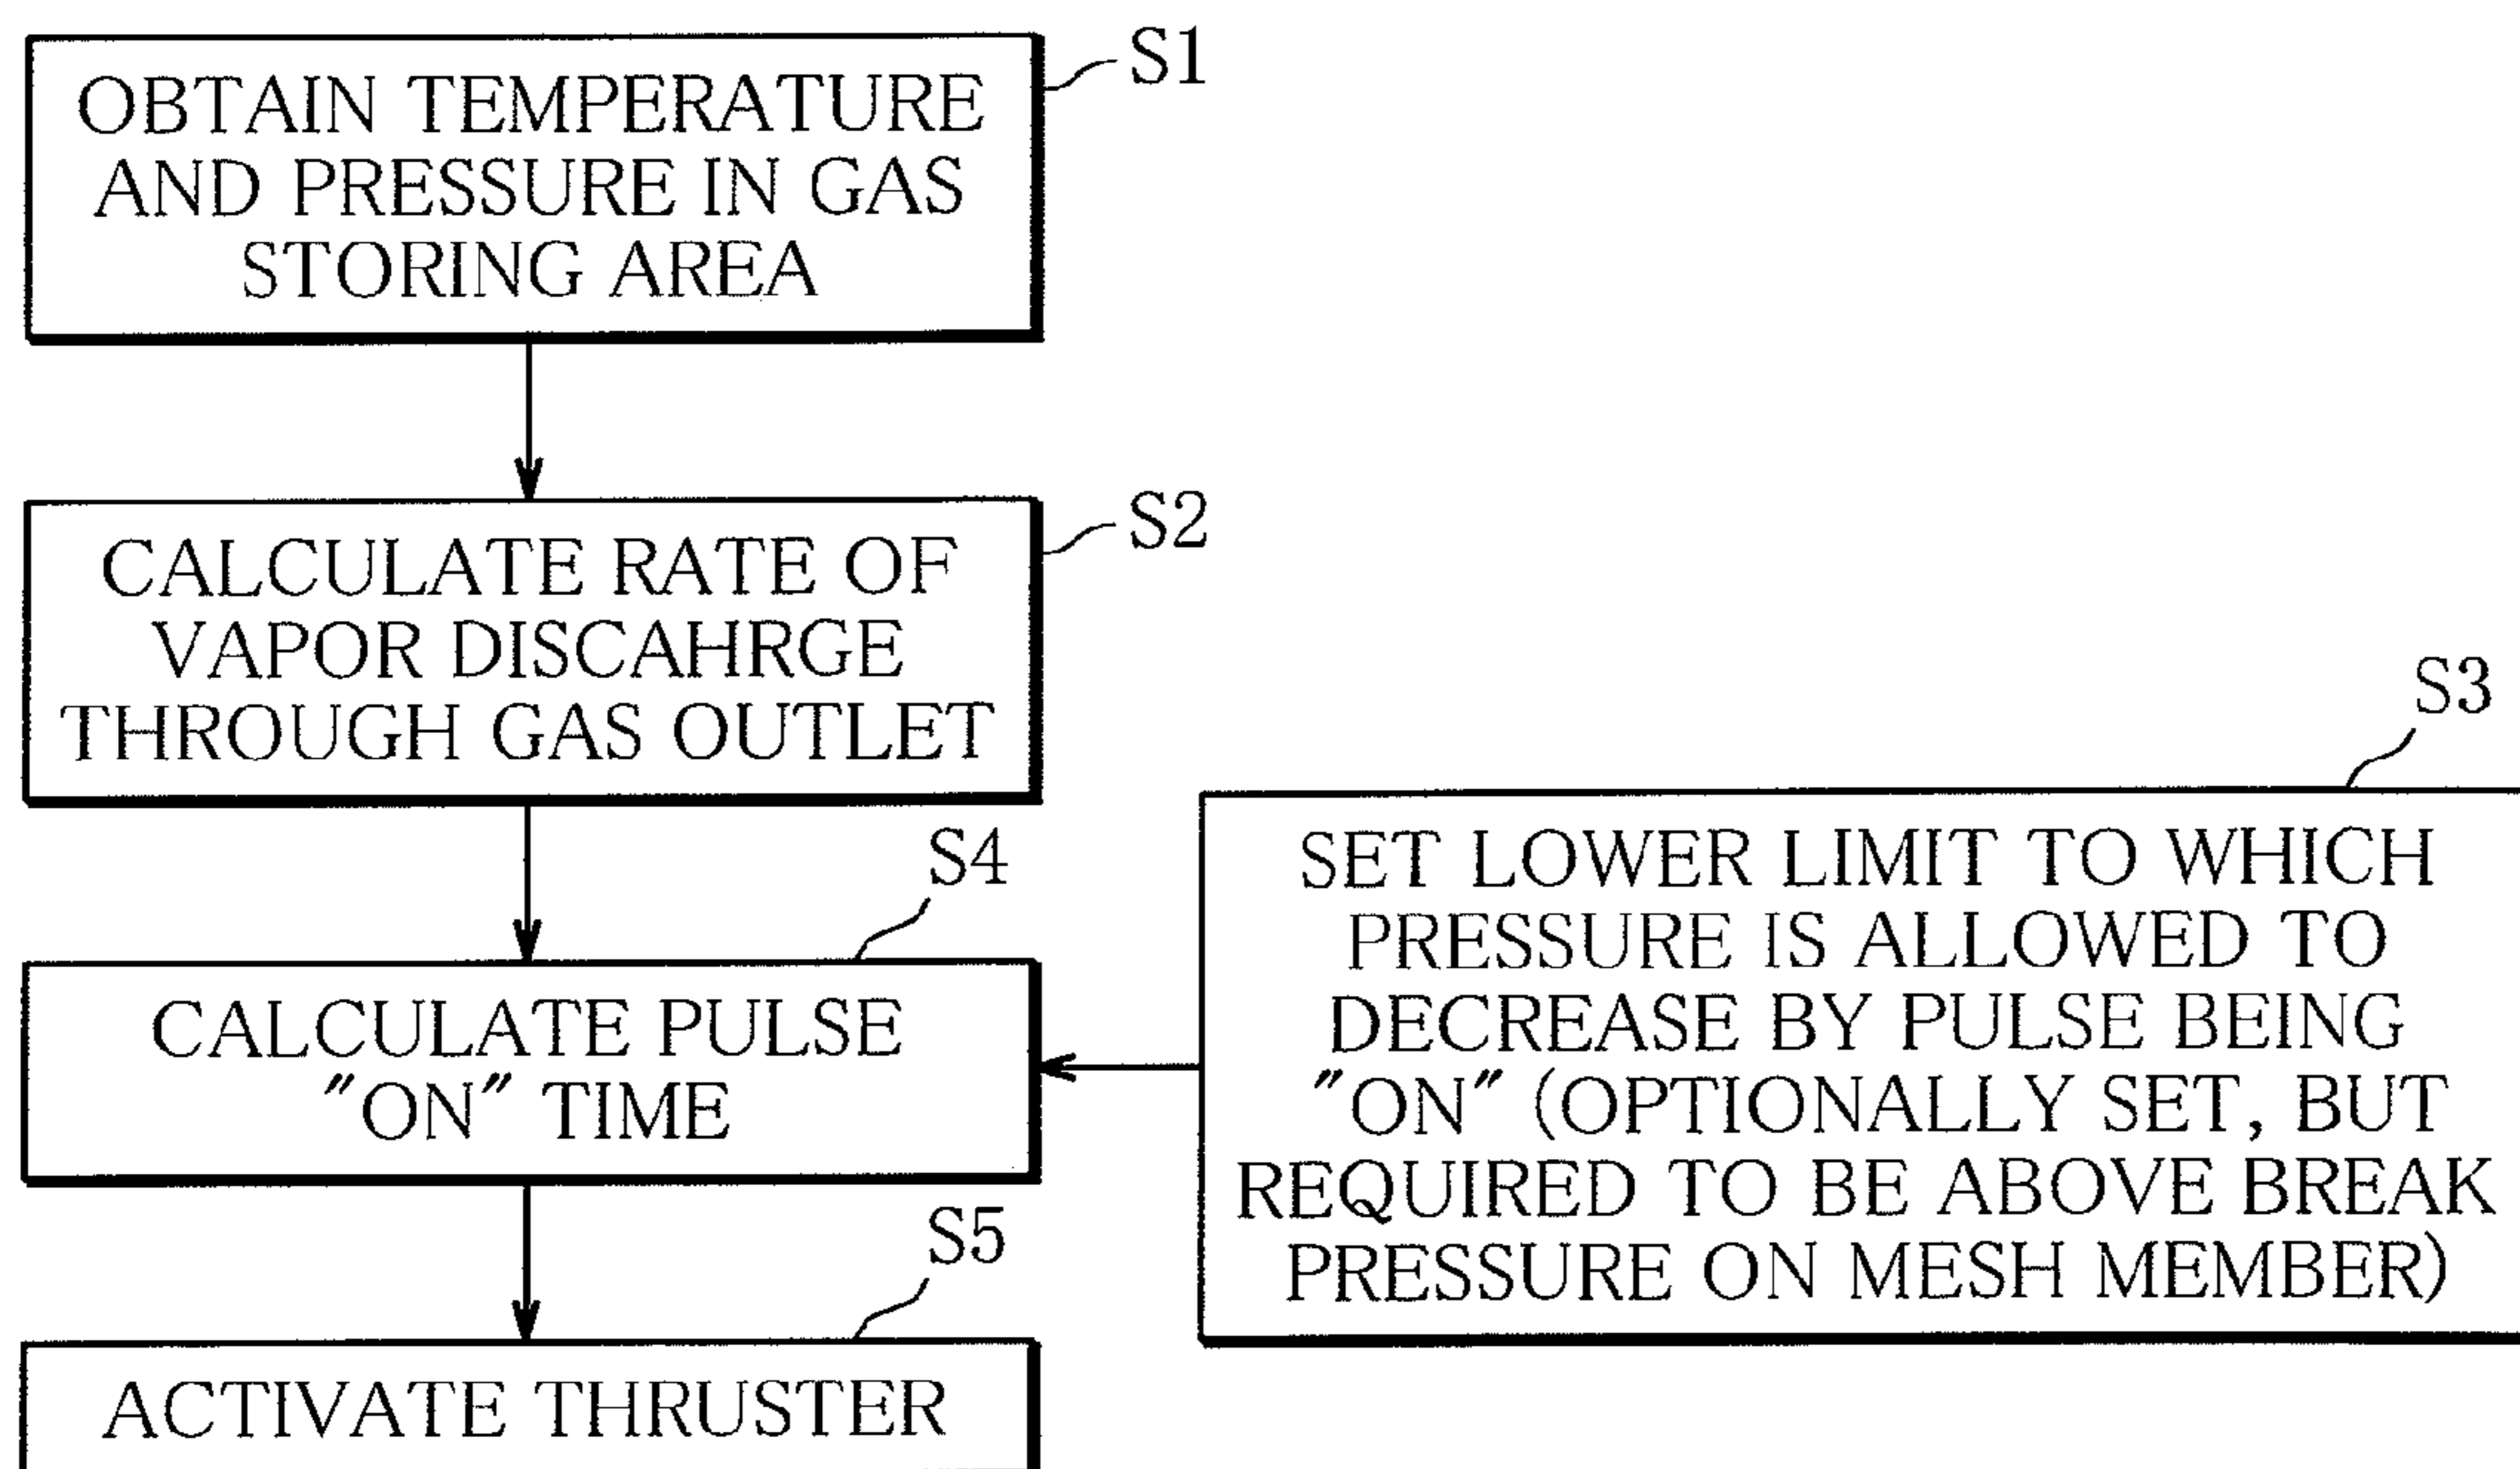 S1
OBTAIN TEMPERATURE
AND PRESSURE IN GAS
STORING AREA
S2
CALCULATE RATE OF
VAPOR DISCAHRGE
THROUGH GAS OUTLET
S3
SET LOWER LIMIT TO WHICH
PRESSURE IS ALLOWED TO
DECREASE BY PULSE BEING
"ON" (OPTIONALLY SET, BUT
REQUIRED TO BE ABOVE BREAK
PRESSURE ON MESH MEMBER)
S4
CALCULATE PULSE
"ON" TIME
S5
ACTIVATE THRUSTER